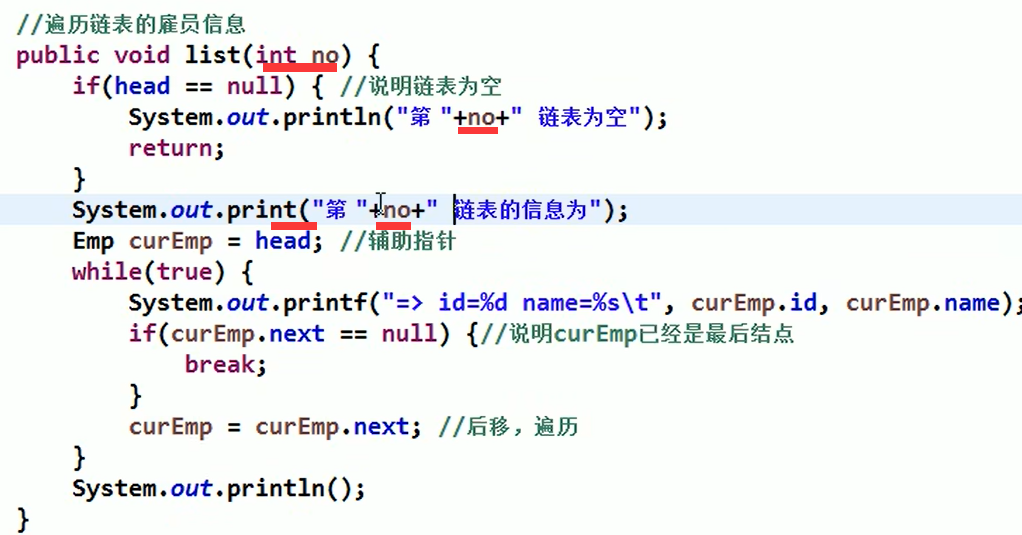 //遍历链表的雇员信息
public void list(int no) {
if(head == null) { //说明链表为空
System.out.println("第 "+no+" 链表为空");
return;
}
System.out.print("第 "+no+" 链表的信息为");
Emp curEmp = head; //辅助指针
while(true) {
System.out.printf("=> id=%d name=%s\t", curEmp.id, curEmp.name);
if(curEmp.next == null) {//说明curEmp已经是最后结点
break;
}
curEmp = curEmp.next; //后移，遍历
}
System.out.println();
}